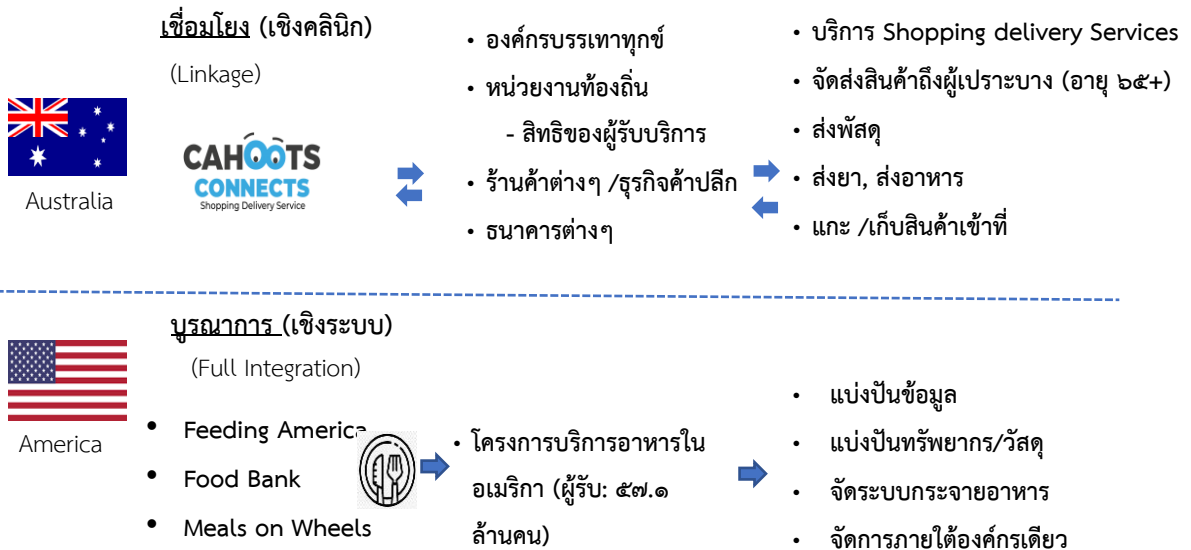 เชื่อมโยง (เชิงคลินิก)
(Linkage)
Australia
CAHOOTS
CONNECTS
Shopping Delivery Service
• องค์กรบรรเทาทุกข์
• หน่วยงานท้องถิ่น
- สิทธิของผู้รับบริการ
• ร้านค้าต่างๆ /ธุรกิจค้าปลีก
• ธนาคารต่างๆ
• บริการ Shopping delivery Services
• จัดส่งสินค้าถึงผู้เปราะบาง (อายุ ๖๕+)
• ส่งพัสดุ
• ส่งยา, ส่งอาหาร
• แกะ /เก็บสินค้าเข้าที่
บูรณาการ (เชิงระบบ)
(Full Integration)
America
• Feeding America
• Food Bank
• Meals on Wheels
• โครงการบริการอาหารใน
อเมริกา (ผู้รับ: ๕๗.๑
ล้านคน)
• แบ่งปันข้อมูล
• แบ่งปันทรัพยากร/วัสดุ
• จัดระบบกระจายอาหาร
• จัดการภายใต้องค์กรเดียว